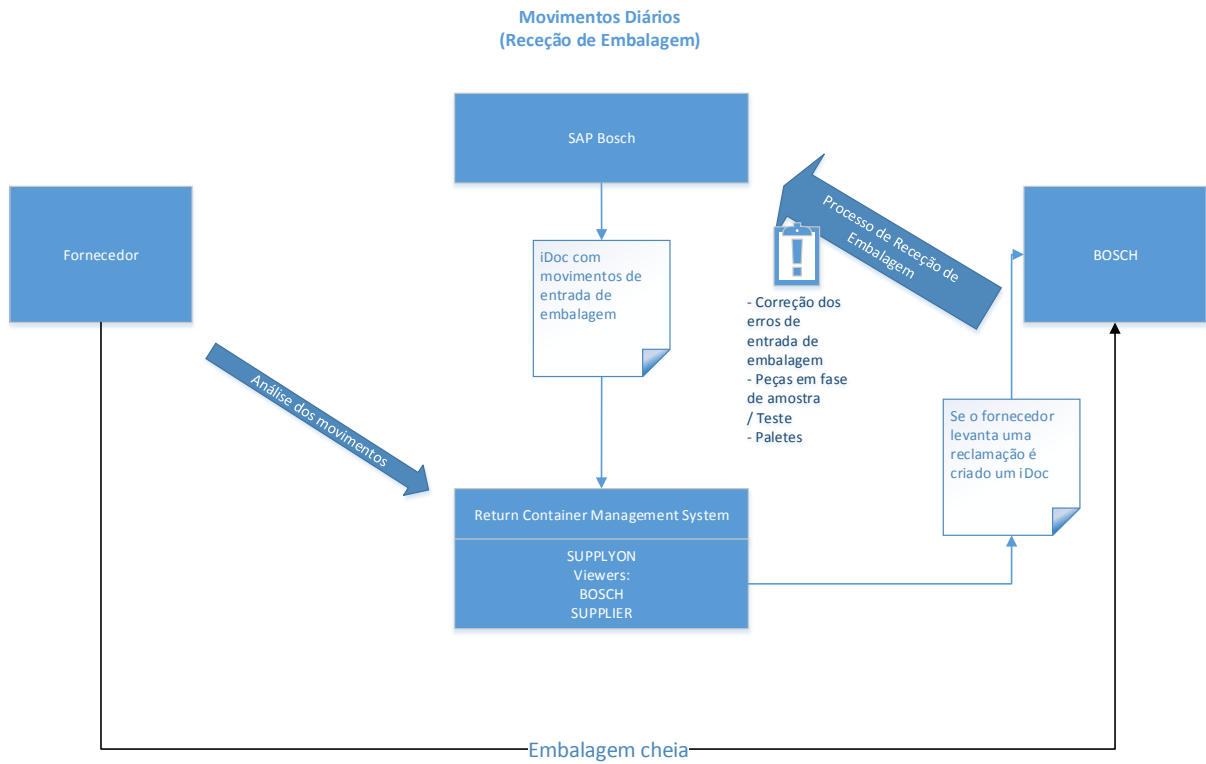 Movimentos Diários
(Receção de Embalagem)
SAP Bosch
Fornecedor
iDoc com
movimentos de
entrada de
embalagem
Processo de Receção de
Embalagem
BOSCH
- Correção dos
erros de
entrada de
embalagem
- Peças em fase
de amostra
/ Teste
- Paletes
Análise dos movimentos
Se o fornecedor
levanta uma
reclamação é
criado um iDoc
Return Container Management System
SUPPLYON
Viewers:
BOSCH
SUPPLIER
Embalagem cheia